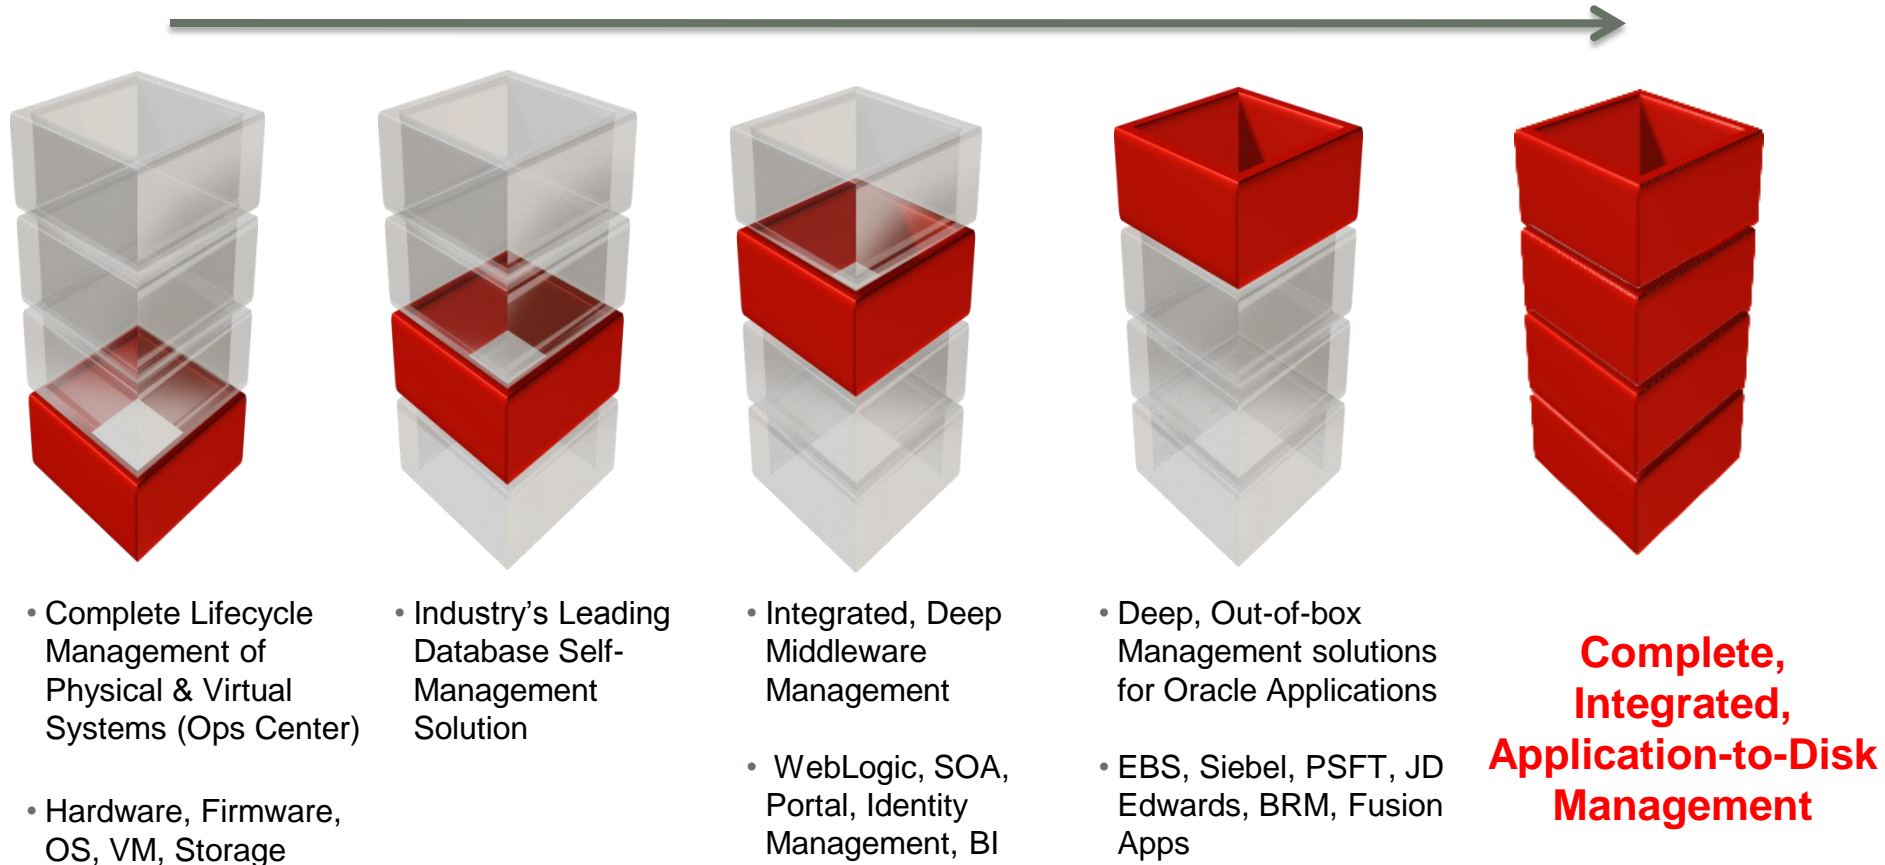 • Complete Lifecycle
Management of
Physical & Virtual
Systems (Ops Center)
• Hardware, Firmware,
OS, VM, Storage
• Industry’s Leading
Database Self-
Management
Solution
• Integrated, Deep
Middleware
Management
• WebLogic, SOA,
Portal, Identity
Management, BI
• Deep, Out-of-box
Management solutions
for Oracle Applications
• EBS, Siebel, PSFT, JD
Edwards, BRM, Fusion
Apps
Complete,
Integrated,
Application-to-Disk
Management